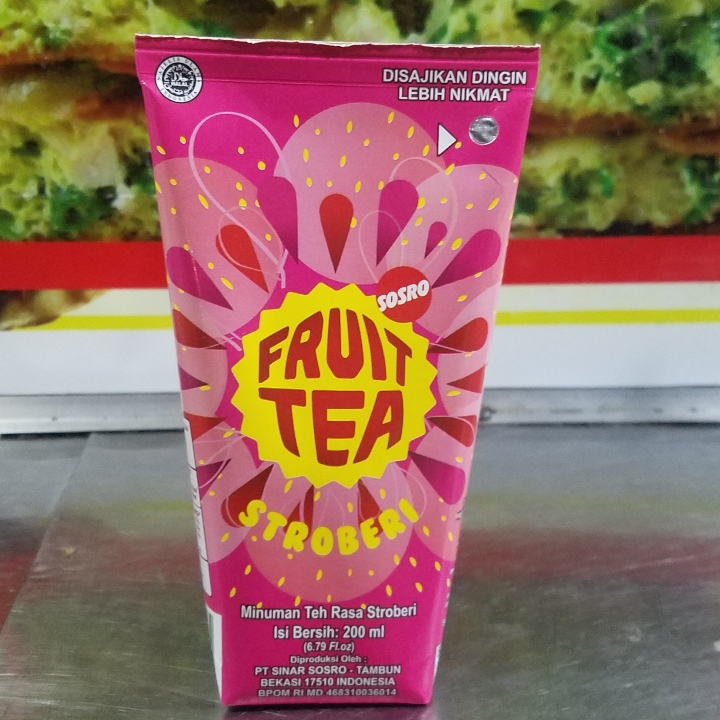 DISAJIKAN DINGIN
LEBIH NIKMAT
HALAL
SOSRO
FRUIT
TEA
STROBERI
Minuman Teh Rasa Stroberi
Isi Bersih: 200 ml
(6.79 Fl.oz)
Diproduksi Oleh :
PT SINAR SOSRO - TAMBUN
BEKASI 17510 INDONESIA
BPOM RI MD 468310036014